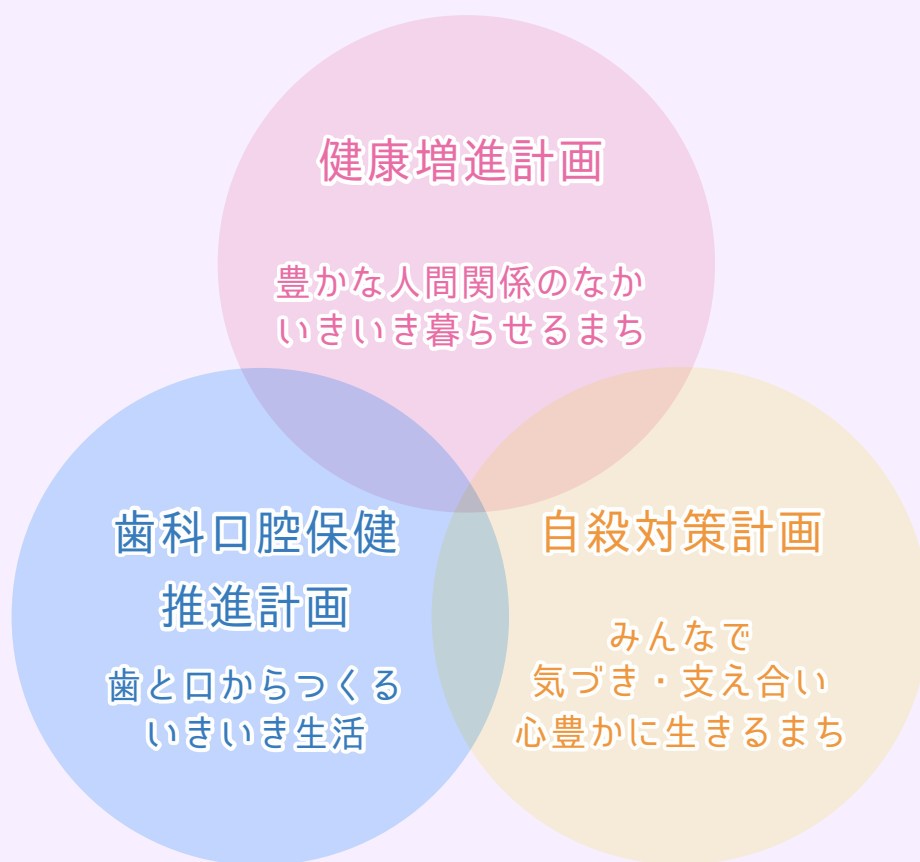 健康増進計画
豊かな人間関係のなか
いきいき暮らせるまち
歯科口腔保健
推進計画
歯と口からつくる
いきいき生活
自殺対策計画
みんなで
気づき・支え合い
心豊かに生きるまち